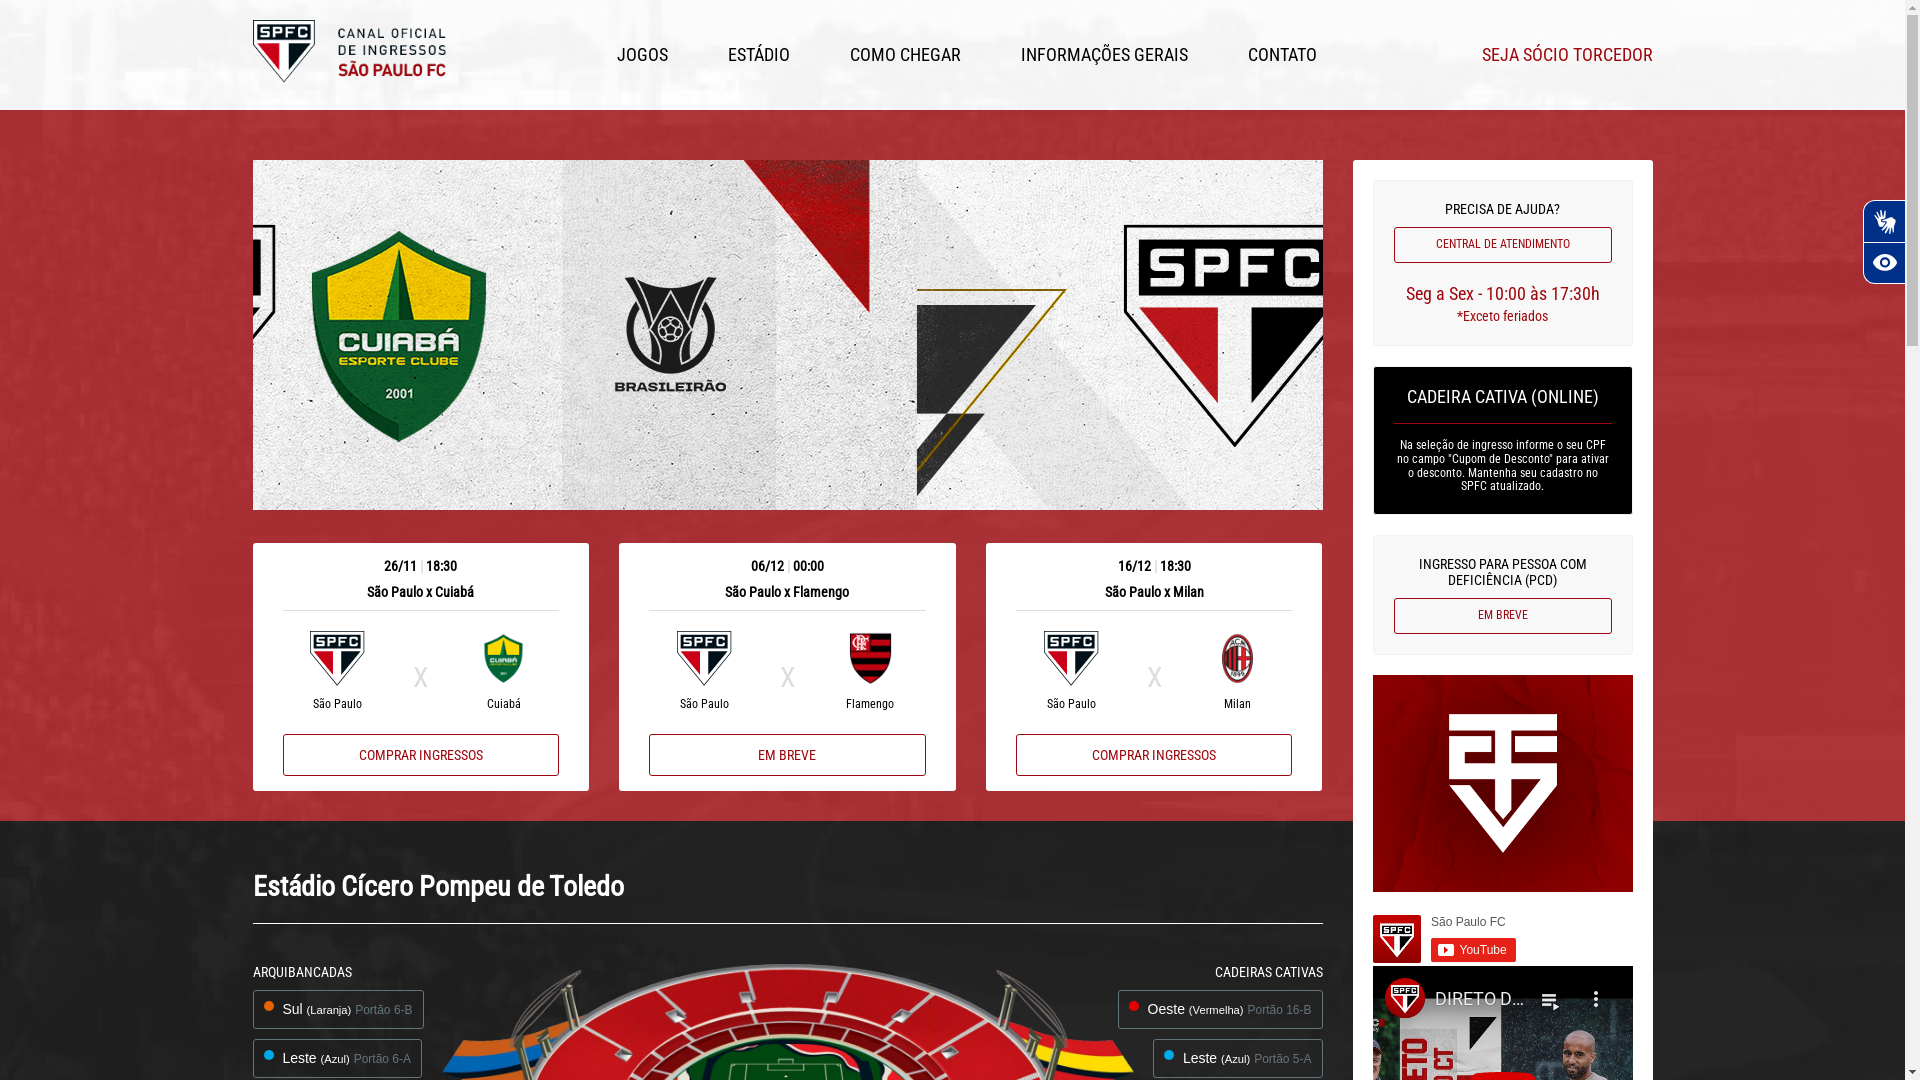 SPFC
CANAL OFICIAL
DE INGRESSOS
SÃO PAULO FC
JOGOS
ESTÁDIO
COMO CHEGAR
INFORMAÇÕES GERAIS
CONTATO
SEJA SÓCIO TORCEDOR
CUIABÁ
ESPORTE CLUBE
2001
BRASILEIRÃO
SPFC
26/11 | 18:30
São Paulo x Cuiabá
SPFC
X
São Paulo
Cuiabá
COMPRAR INGRESSOS
06/12 | 00:00
São Paulo x Flamengo
SPFC
X
São Paulo
Flamengo
EM BREVE
16/12 | 18:30
São Paulo x Milan
SPFC
X
São Paulo
Milan
COMPRAR INGRESSOS
PRECISA DE AJUDA?
CENTRAL DE ATENDIMENTO
Seg a Sex - 10:00 às 17:30h
*Exceto feriados
CADEIRA CATIVA (ONLINE)
Na seleção de ingresso informe o seu CPF
no campo "Cupom de Desconto" para ativar
o desconto. Mantenha seu cadastro no
SPFC atualizado.
INGRESSO PARA PESSOA COM
DEFICIÊNCIA (PCD)
EM BREVE
SPFC
São Paulo FC
YouTube
SPFC
DIRETO D...
Estádio Cícero Pompeu de Toledo
ARQUIBANCADAS
Sul (Laranja) Portão 6-B
Leste (Azul) Portão 6-A
CADEIRAS CATIVAS
Oeste (Vermelha) Portão 16-B
Leste (Azul) Portão 5-A